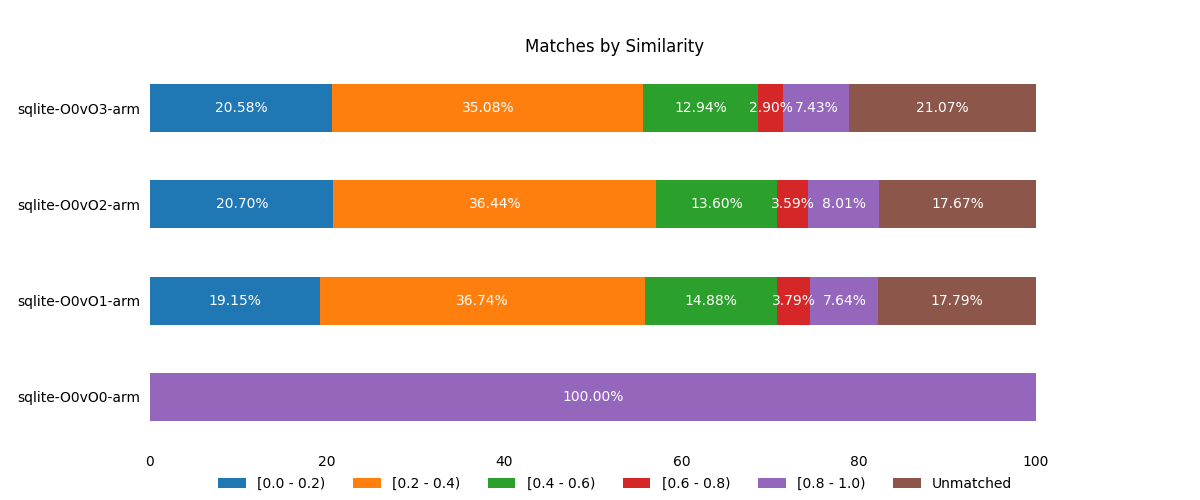 Matches by Similarity
sqlite-O0vO3-arm 20.58% 35.08% 12.94% 2.90% 7.43% 21.07%
sqlite-O0vO2-arm 20.70% 36.44% 13.60% 3.59% 8.01% 17.67%
sqlite-O0vO1-arm 19.15% 36.74% 14.88% 3.79% 7.64% 17.79%
sqlite-O0vO0-arm 100.00%
0 20 40 60 80 100
[0.0 - 0.2) [0.2 - 0.4) [0.4 - 0.6) [0.6 - 0.8) [0.8 - 1.0) Unmatched